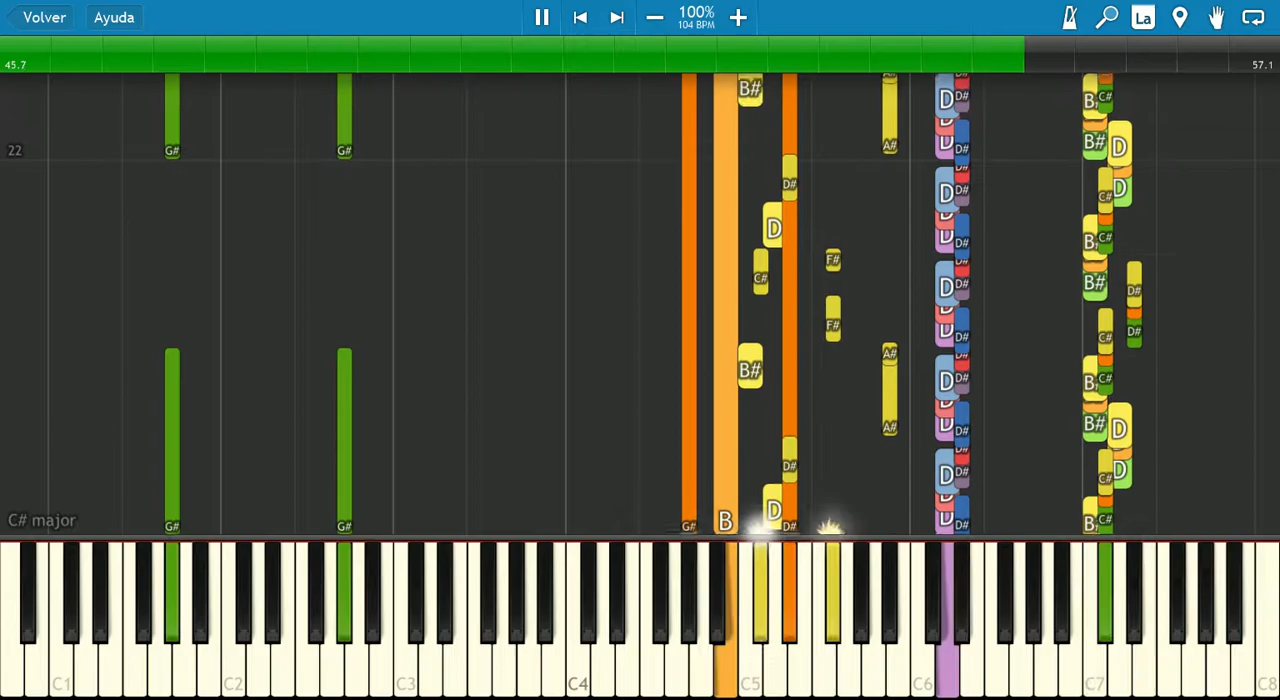 Volver Ayuda 100% La
104 BPM
45.7 57.1
B# A# D D# C#
22 G# G# A# D D# B# D
D# D D# C# D
D B C#
C# F# D D# D#
F# D# C# D#
B# A# D D# B C#
A# D D# B# D
D# D D# C# D
C# major G# G# G# B D D# D D# B C#
C1 C2 C3 C4 C5 C6 C7 C8